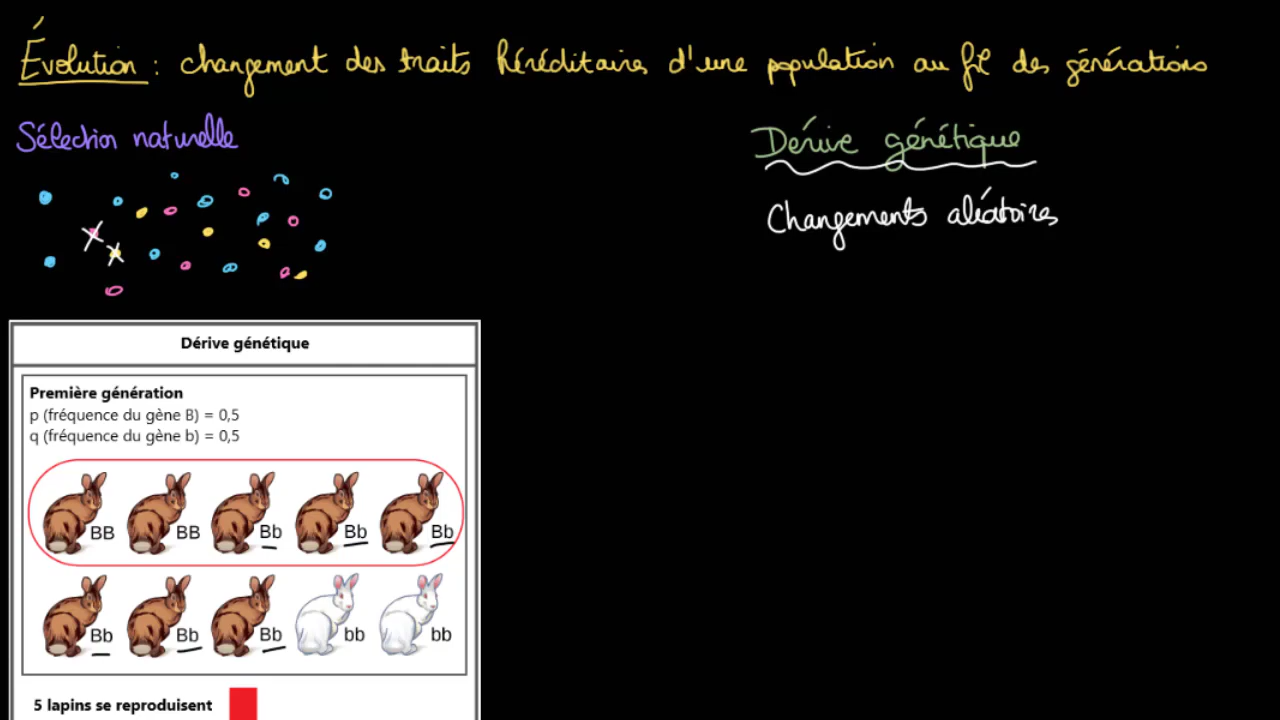 Évolution : changement des traits héréditaires d'une population au fil des générations
Sélection naturelle
Dérive génétique
Changements aléatoires
Dérive génétique
Première génération
p (fréquence du gène B) = 0,5
q (fréquence du gène b) = 0,5
BB BB Bb Bb Bb
Bb Bb Bb bb bb
5 lapins se reproduisent